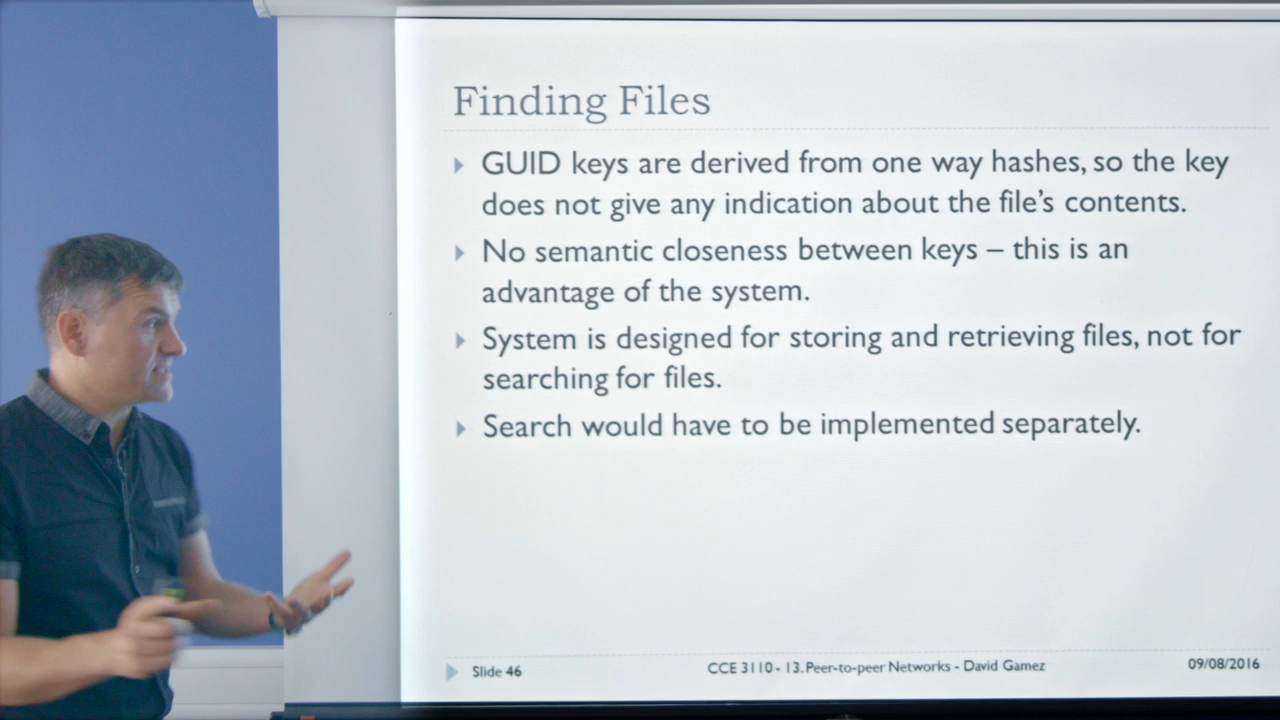 Finding Files
GUID keys are derived from one way hashes, so the key
does not give any indication about the file's contents.
No semantic closeness between keys – this is an
advantage of the system.
System is designed for storing and retrieving files, not for
searching for files.
Search would have to be implemented separately.
Slide 46
CCE 3110 - 13. Peer-to-peer Networks - David Gamez
09/08/2016